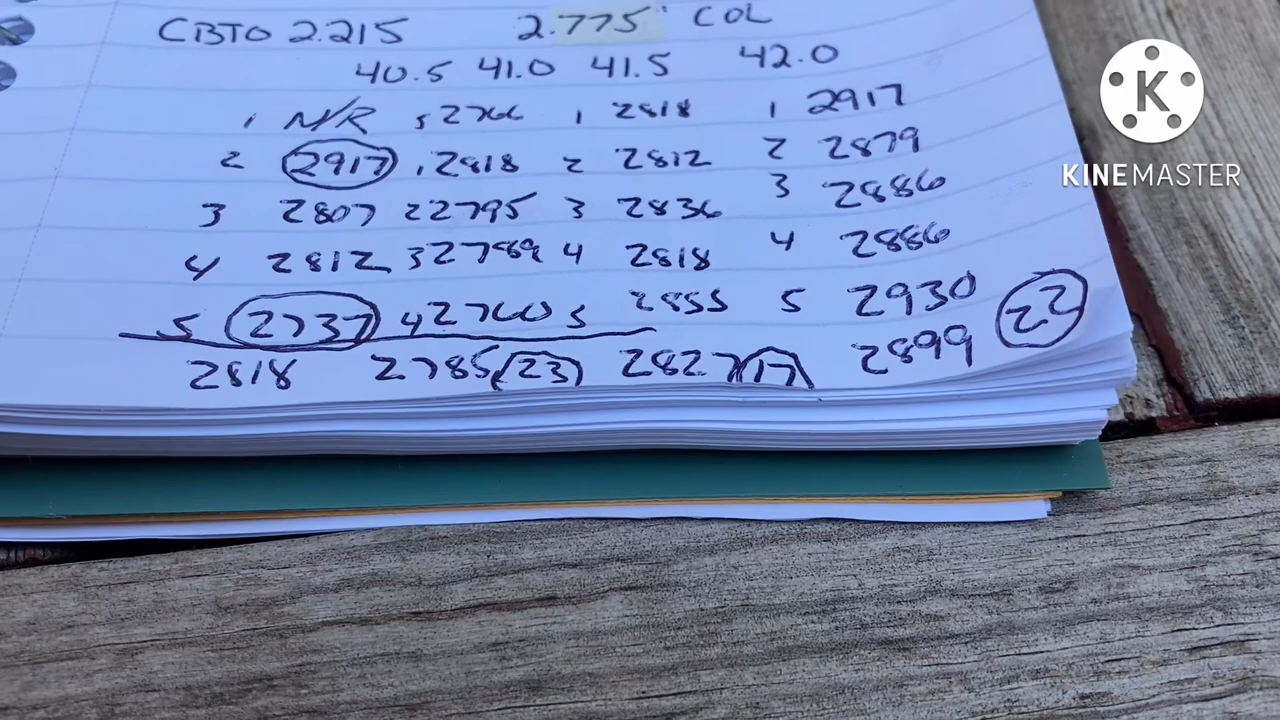 CBTO 2.215 2.775" COL
40.5 41.0 41.5 42.0
1 N/R 5 2766 1 2818 1 2917
2 2917 1 2818 2 2812 2 2879
3 2807 2 2795 3 2836 3 2886
4 2812 3 2789 4 2818 4 2886
5 2737 4 2760 5 2855 5 2930
2818 2785 23 2827 17 2899 22
K
KINEMASTER